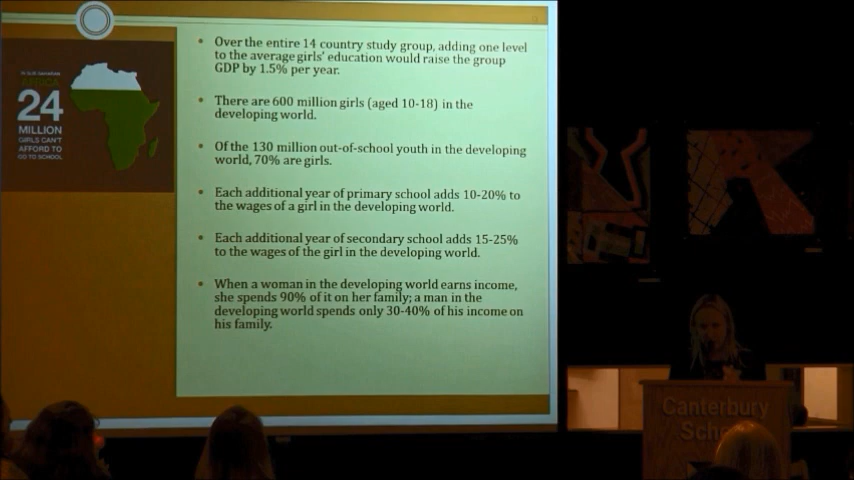 IN SUB-SAHARAN
AFRICA
24
MILLION
GIRLS CAN'T
AFFORD TO
GO TO SCHOOL
Over the entire 14 country study group, adding one level
to the average girls' education would raise the group
GDP by 1.5% per year.
There are 600 million girls (aged 10-18) in the
developing world.
Of the 130 million out-of-school youth in the developing
world, 70% are girls.
Each additional year of primary school adds 10-20% to
the wages of a girl in the developing world.
Each additional year of secondary school adds 15-25%
to the wages of the girl in the developing world.
When a woman in the developing world earns income,
she spends 90% of it on her family; a man in the
developing world spends only 30-40% of his income on
his family.
Canterbury
Sch